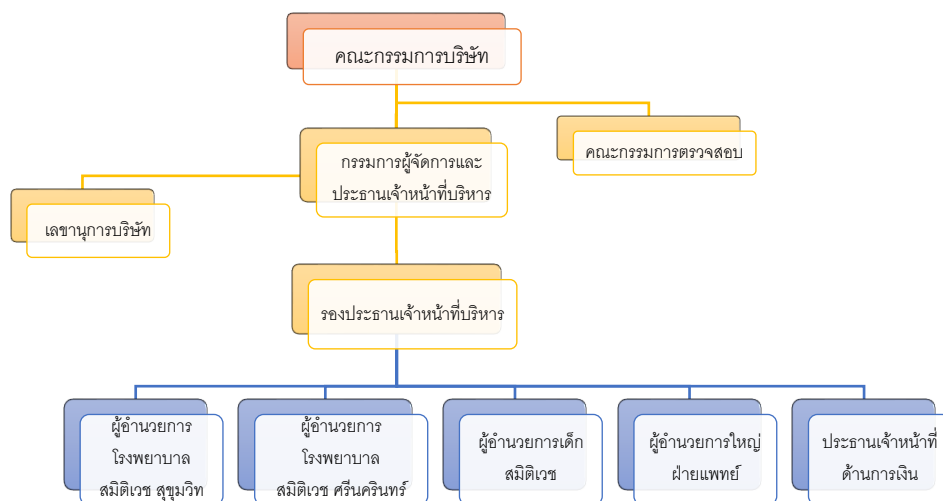 คณะกรรมการบริษัท
คณะกรรมการตรวจสอบ
กรรมการผู้จัดการและ
ประธานเจ้าหน้าที่บริหาร
เลขานุการบริษัท
รองประธานเจ้าหน้าที่บริหาร
ผู้อำนวยการ
โรงพยาบาล
สมิติเวช สุขุมวิท
ผู้อำนวยการ
โรงพยาบาล
สมิติเวช ศรีนครินทร์
ผู้อำนวยการเด็ก
สมิติเวช
ผู้อำนวยการใหญ่
ฝ่ายแพทย์
ประธานเจ้าหน้าที่
ด้านการเงิน